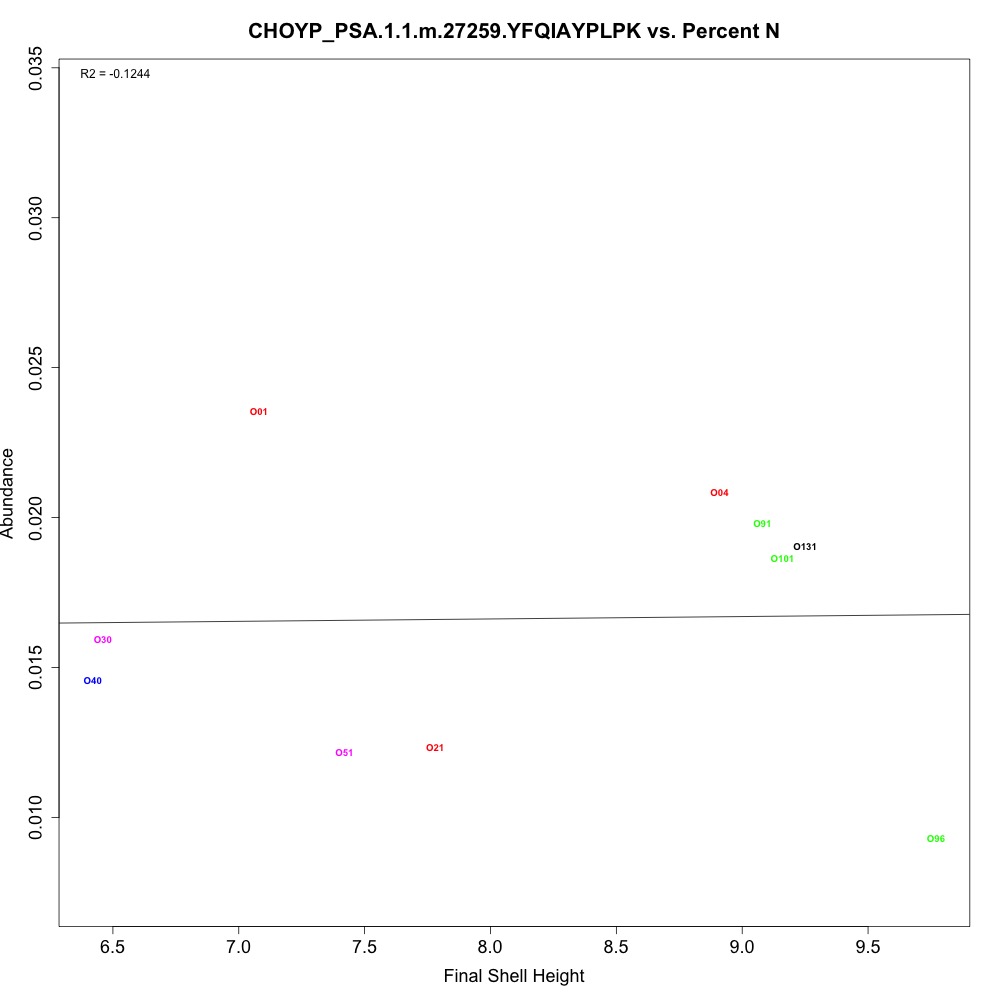 CHOYP_PSA.1.1.m.27259.YFQIAYPLPK vs. Percent N
R2 = -0.1244
0.035
0.030
0.025
0.020
0.015
0.010
Abundance
O01
O04
O91
O131
O101
O30
O40
O51
O21
O96
6.5 7.0 7.5 8.0 8.5 9.0 9.5
Final Shell Height